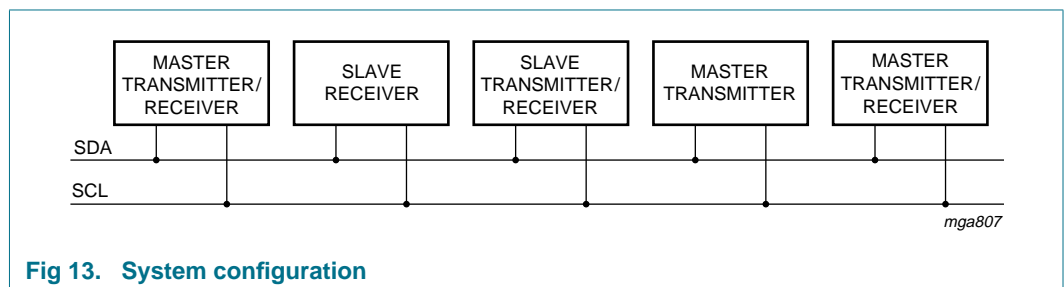 MASTER
TRANSMITTER/
RECEIVER
SLAVE
RECEIVER
SLAVE
TRANSMITTER/
RECEIVER
MASTER
TRANSMITTER
MASTER
TRANSMITTER/
RECEIVER
SDA
SCL
mga807
Fig 13. System configuration